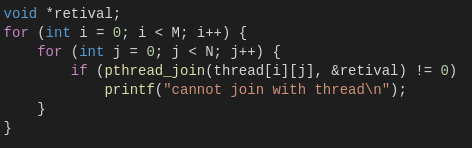 void *retival;
for (int i = 0; i < M; i++) {
    for (int j = 0; j < N; j++) {
        if (pthread_join(thread[i][j], &retival) != 0)
            printf("cannot join with thread\n");
    }
}